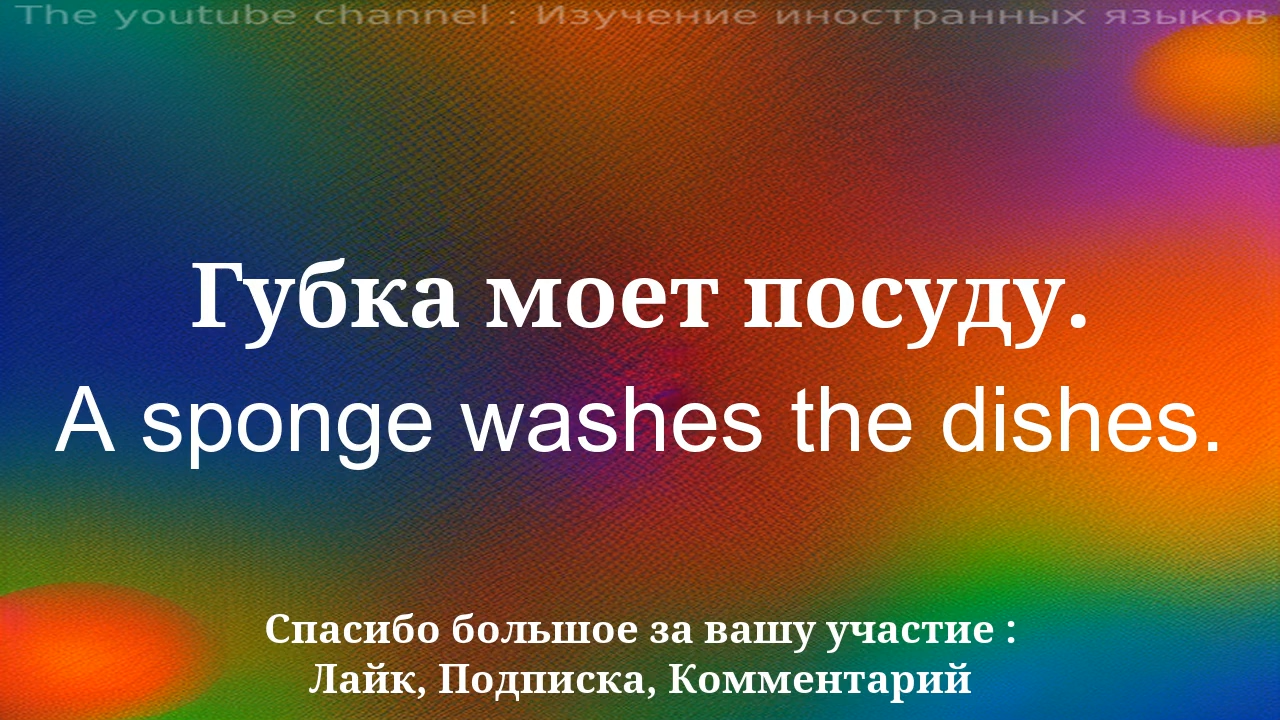 The youtube channel : Изучение иностранных языков
Губка моет посуду.
A sponge washes the dishes.
Спасибо большое за вашу участие :
Лайк, Подписка, Комментарий